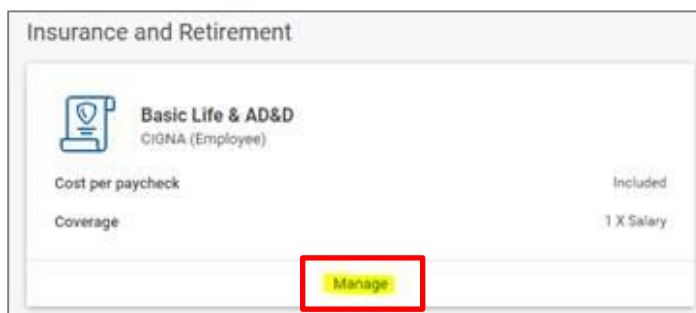 Insurance and Retirement
Basic Life & AD&D
CIGNA (Employee)
Cost per paycheck Included
Coverage 1 X Salary
Manage